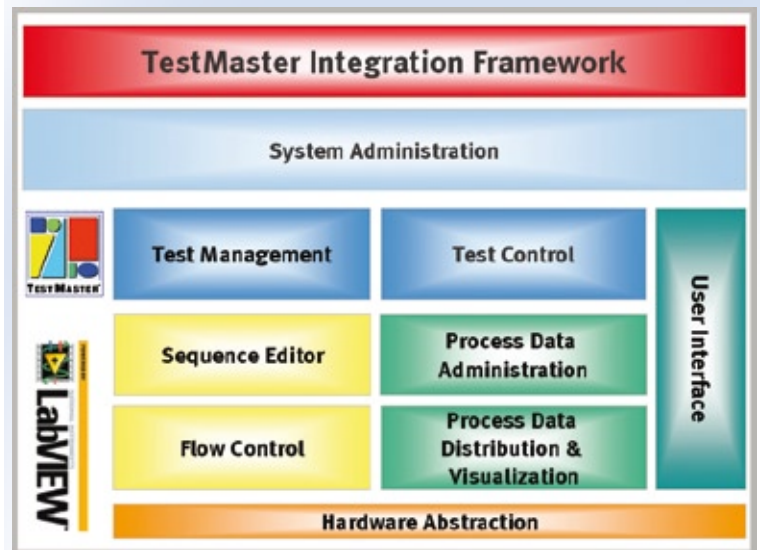 TestMaster Integration Framework
System Administration
TESTMASTER
Test Management
Test Control
User Interface
Sequence Editor
Process Data
Administration
LabVIEW
Flow Control
Process Data
Distribution &
Visualization
Hardware Abstraction